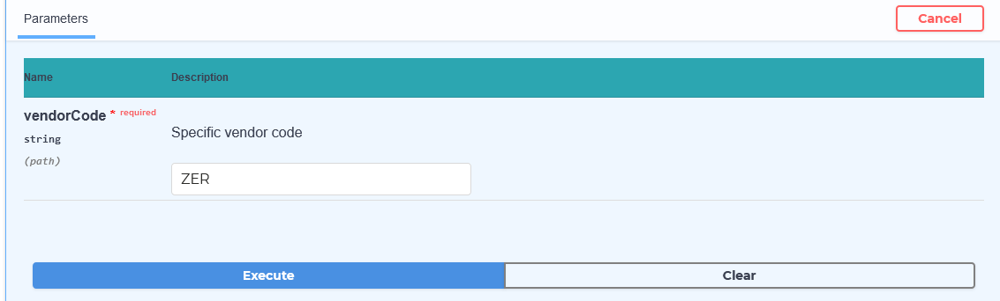 Parameters
Cancel
Name Description
vendorCode * required
string
(path)
Specific vendor code
ZER
Execute Clear